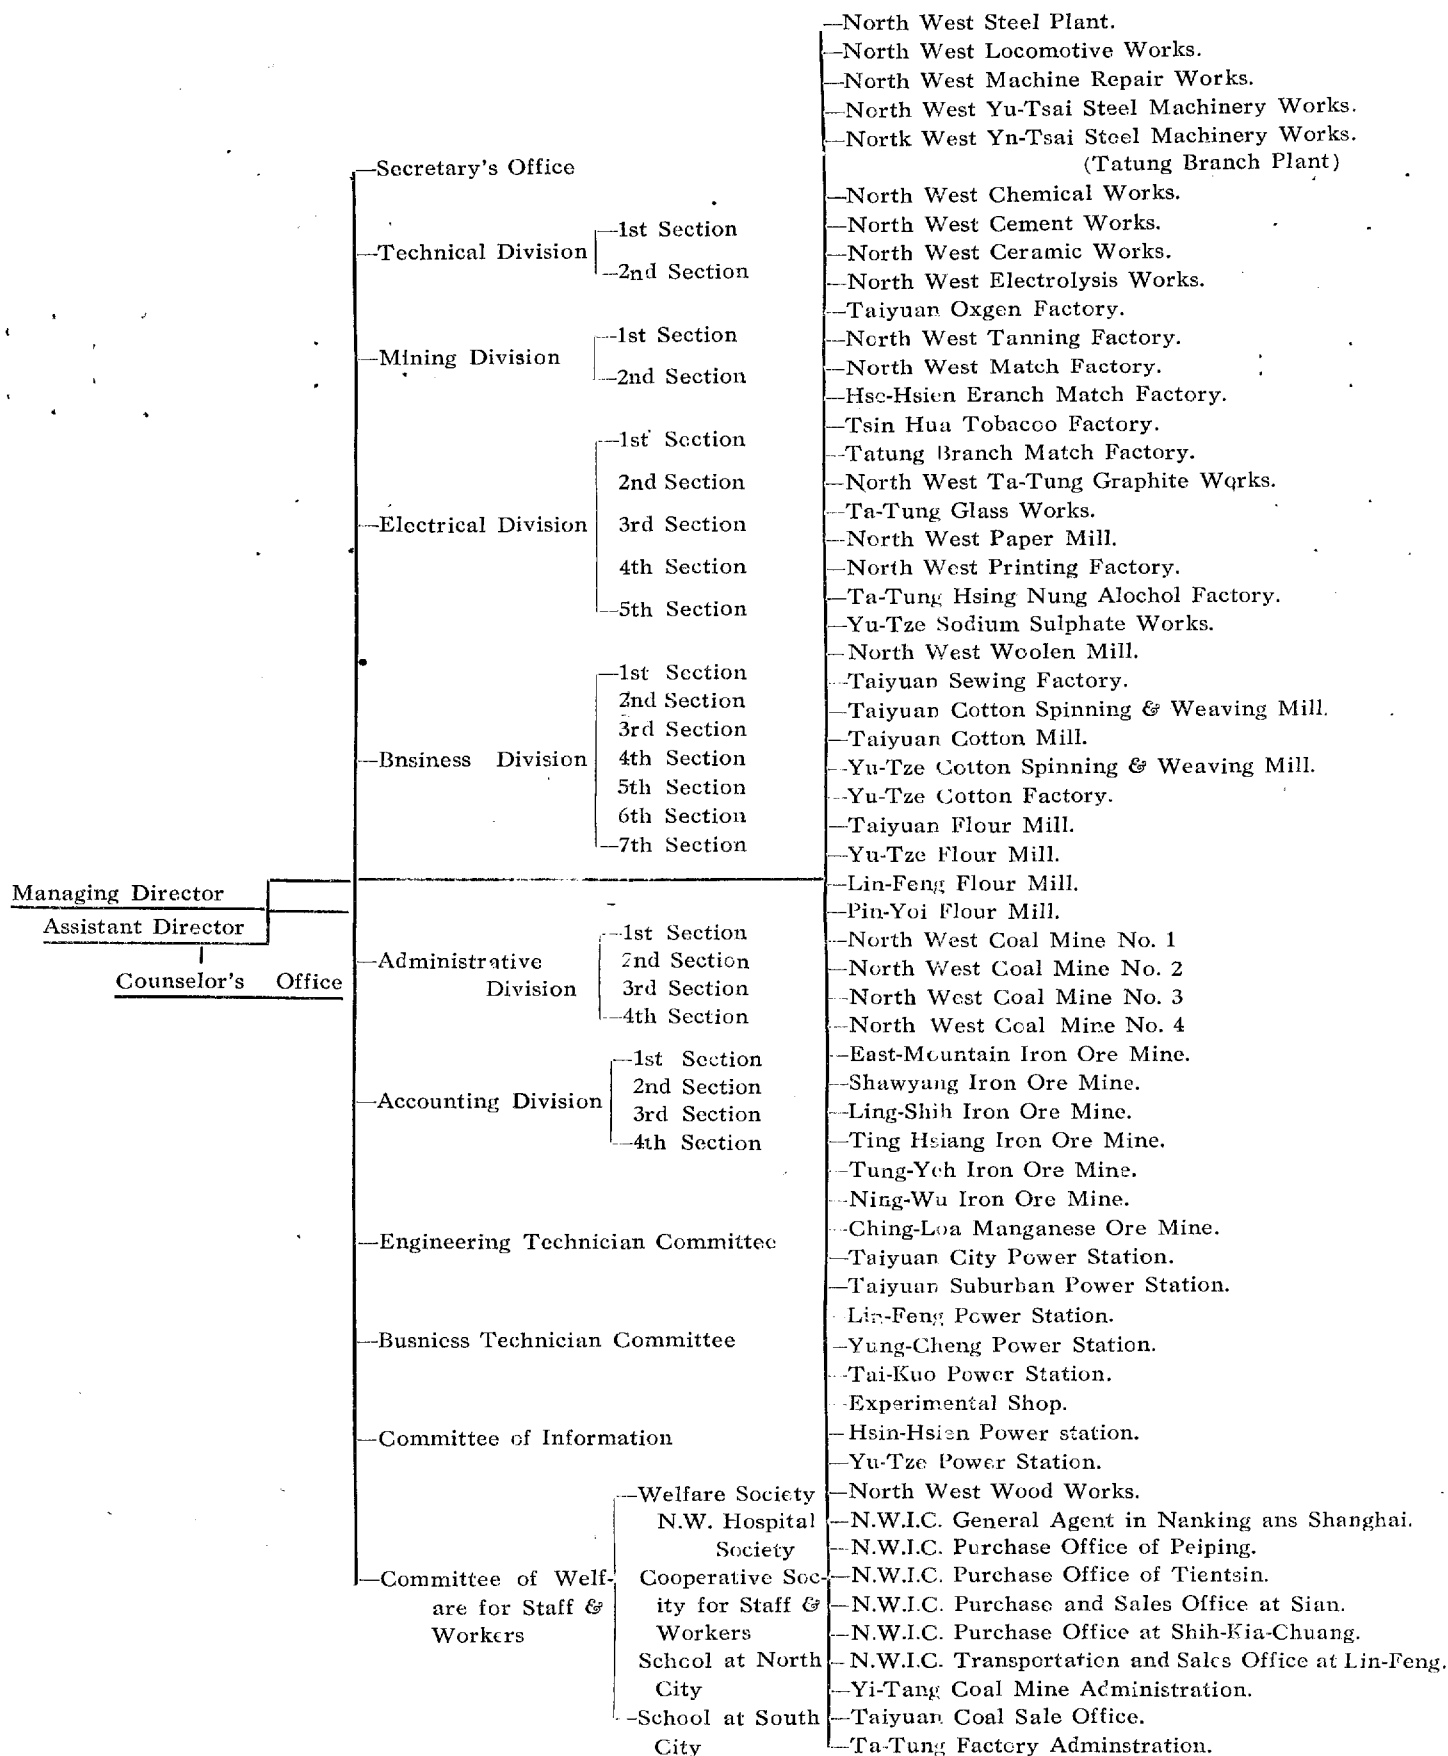 Managing Director
Assistant Director
Counselor's Office
Secretary's Office
Technical Division
1st Section
2nd Section
Mining Division
1st Section
2nd Section
Electrical Division
1st Section
2nd Section
3rd Section
4th Section
5th Section
Bnsiness Division
1st Section
2nd Section
3rd Section
4th Section
5th Section
6th Section
7th Section
Administrative
Division
1st Section
2nd Section
3rd Section
4th Section
Accounting Division
1st Section
2nd Section
3rd Section
4th Section
Engineering Technician Committee
Busniess Technician Committee
Committee of Information
Committee of Welf-
are for Staff &
Workers
Welfare Society
N.W. Hospital
Society
Cooperative Soc-
ity for Staff &
Workers
School at North
City
School at South
City
North West Steel Plant.
North West Locomotive Works.
North West Machine Repair Works.
North West Yu-Tsai Steel Machinery Works.
Nortk West Yn-Tsai Steel Machinery Works.
(Tatung Branch Plant)
North West Chemical Works.
North West Cement Works.
North West Ceramic Works.
North West Electrolysis Works.
Taiyuan Oxgen Factory.
North West Tanning Factory.
North West Match Factory.
Hse-Hsien Eranch Match Factory.
Tsin Hua Tobacco Factory.
Tatung Branch Match Factory.
North West Ta-Tung Graphite Works.
Ta-Tung Glass Works.
North West Paper Mill.
North West Printing Factory.
Ta-Tung Hsing Nung Alochol Factory.
Yu-Tze Sodium Sulphate Works.
North West Woolen Mill.
Taiyuan Sewing Factory.
Taiyuan Cotton Spinning & Weaving Mill.
Taiyuan Cotton Mill.
Yu-Tze Cotton Spinning & Weaving Mill.
Yu-Tze Cotton Factory.
Taiyuan Flour Mill.
Yu-Tze Flour Mill.
Lin-Feng Flour Mill.
Pin-Yoi Flour Mill.
North West Coal Mine No. 1
North West Coal Mine No. 2
North West Coal Mine No. 3
North West Coal Mine No. 4
East-Mountain Iron Ore Mine.
Shawyang Iron Ore Mine.
Ling-Shih Iron Ore Mine.
Ting Hsiang Iron Ore Mine.
Tung-Yeh Iron Ore Mine.
Ning-Wu Iron Ore Mine.
Ching-Loa Manganese Ore Mine.
Taiyuan City Power Station.
Taiyuan Suburban Power Station.
Lin-Feng Power Station.
Yung-Cheng Power Station.
Tai-Kuo Power Station.
Experimental Shop.
Hsin-Hsien Power station.
Yu-Tze Power Station.
North West Wood Works.
N.W.I.C. General Agent in Nanking ans Shanghai.
N.W.I.C. Purchase Office of Peiping.
N.W.I.C. Purchase Office of Tientsin.
N.W.I.C. Purchase and Sales Office at Sian.
N.W.I.C. Purchase Office at Shih-Kia-Chuang.
N.W.I.C. Transportation and Sales Office at Lin-Feng.
Yi-Tang Coal Mine Administration.
Taiyuan Coal Sale Office.
Ta-Tung Factory Adminstration.